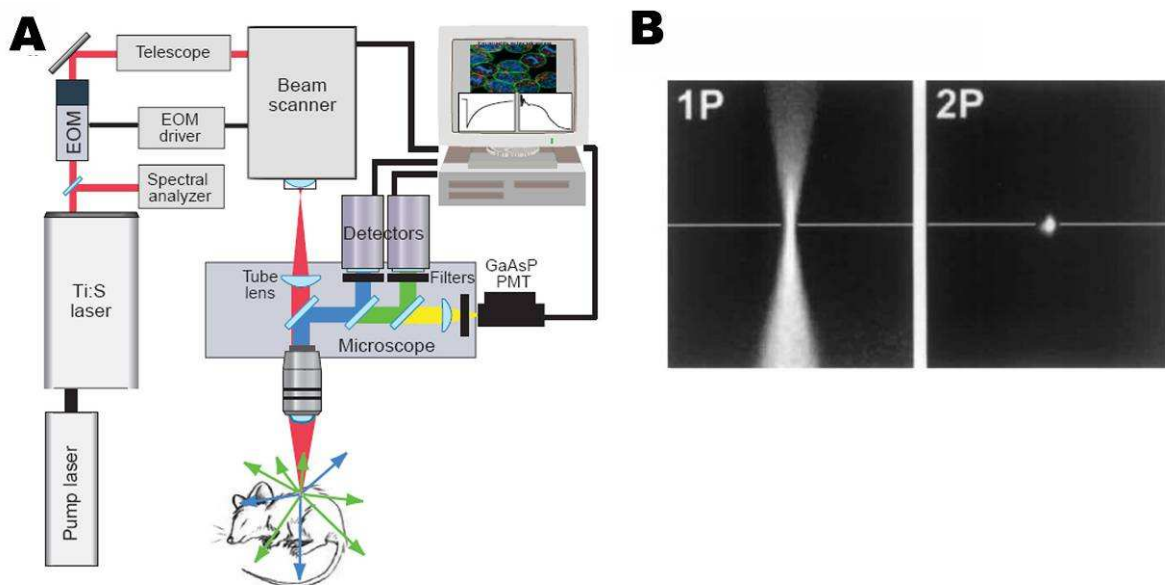 A
Telescope
Beam
scanner
EOM
EOM
driver
Spectral
analyzer
Detectors
Tube
lens
Filters
GaAsP
PMT
Ti:S
laser
Microscope
Pump laser
B
1P
2P